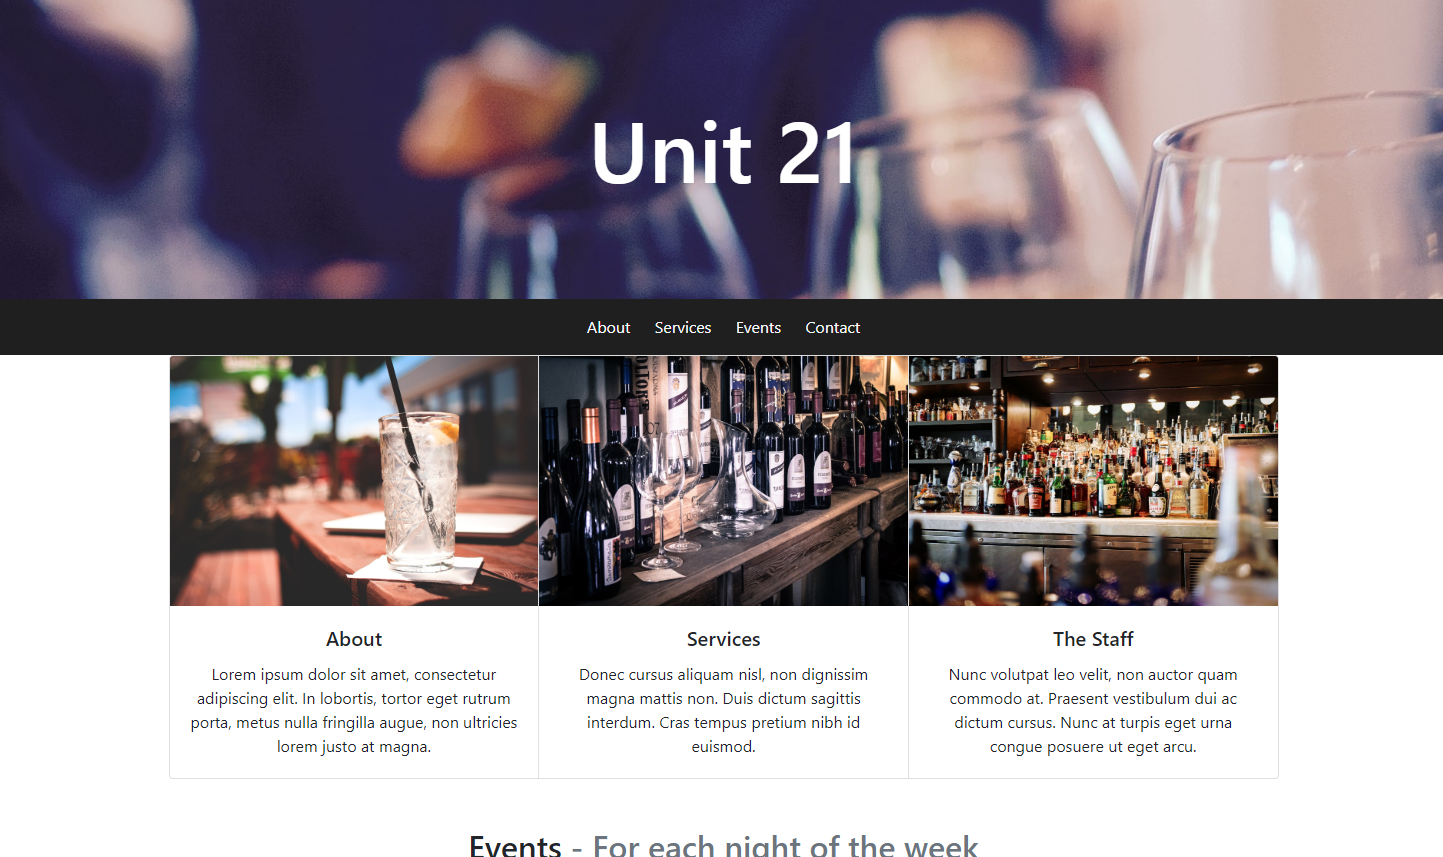 Unit 21
About Services Events Contact
About
Lorem ipsum dolor sit amet, consectetur
adipiscing elit. In lobortis, tortor eget rutrum
porta, metus nulla fringilla augue, non ultricies
lorem justo at magna.
Services
Donec cursus aliquam nisl, non dignissim
magna mattis non. Duis dictum sagittis
interdum. Cras tempus pretium nibh id
euismod.
The Staff
Nunc volutpat leo velit, non auctor quam
commodo at. Praesent vestibulum dui ac
dictum cursus. Nunc at turpis eget urna
congue posuere ut eget arcu.
Events - For each night of the week